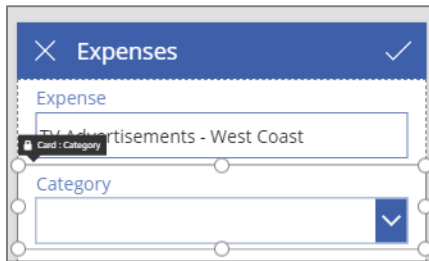 Expenses
Expense
TV Advertisements - West Coast
Card : Category
Category